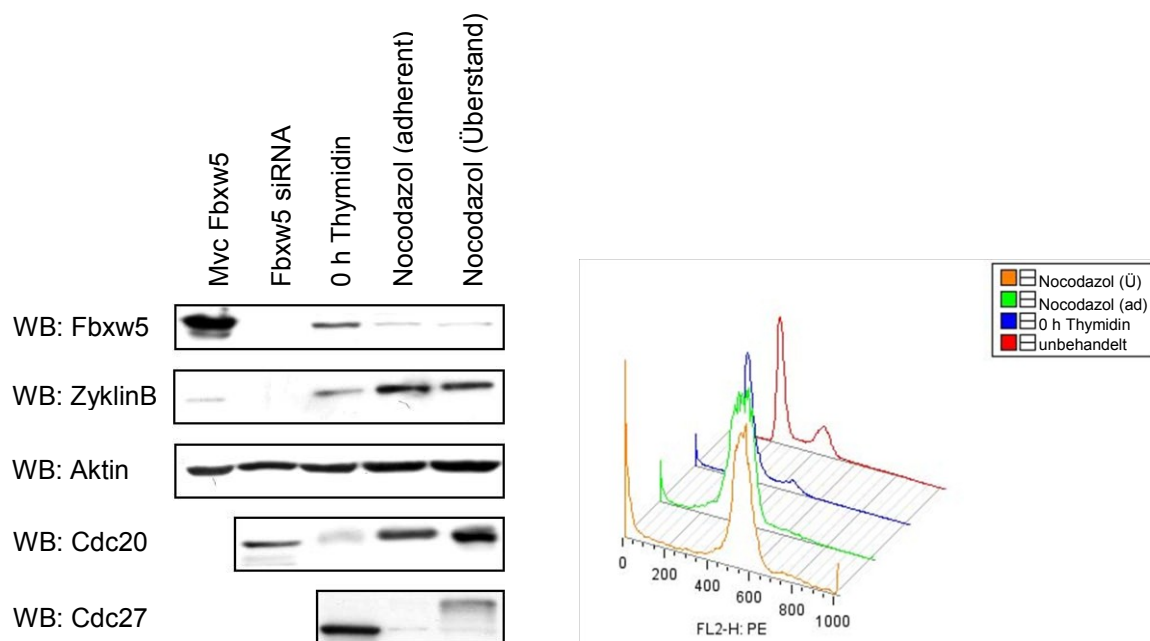 Mvc Fbxw5
Fbxw5 siRNA
0 h Thymidin
Nocodazol (adherent)
Nocodazol (Überstand)
WB: Fbxw5
WB: ZyklinB
WB: Aktin
WB: Cdc20
WB: Cdc27
Nocodazol (Ü)
Nocodazol (ad)
0 h Thymidin
unbehandelt
0 200 400 600 800 1000
FL2-H: PE